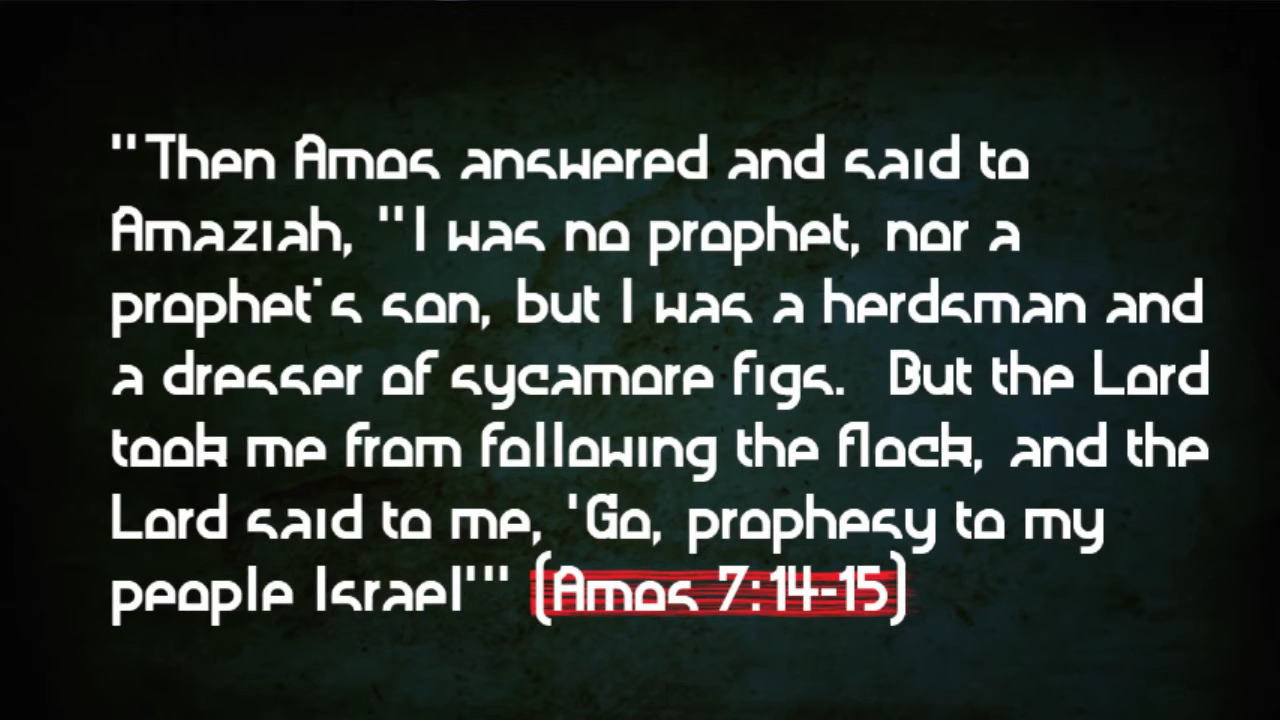 "Then Amos answered and said to
Amaziah, "I was no prophet, nor a
prophet's son, but I was a herdsman and
a dresser of sycamore figs.  But the Lord
took me from following the flock, and the
Lord said to me, 'Go, prophesy to my
people Israel'"" (Amos 7:14-15)